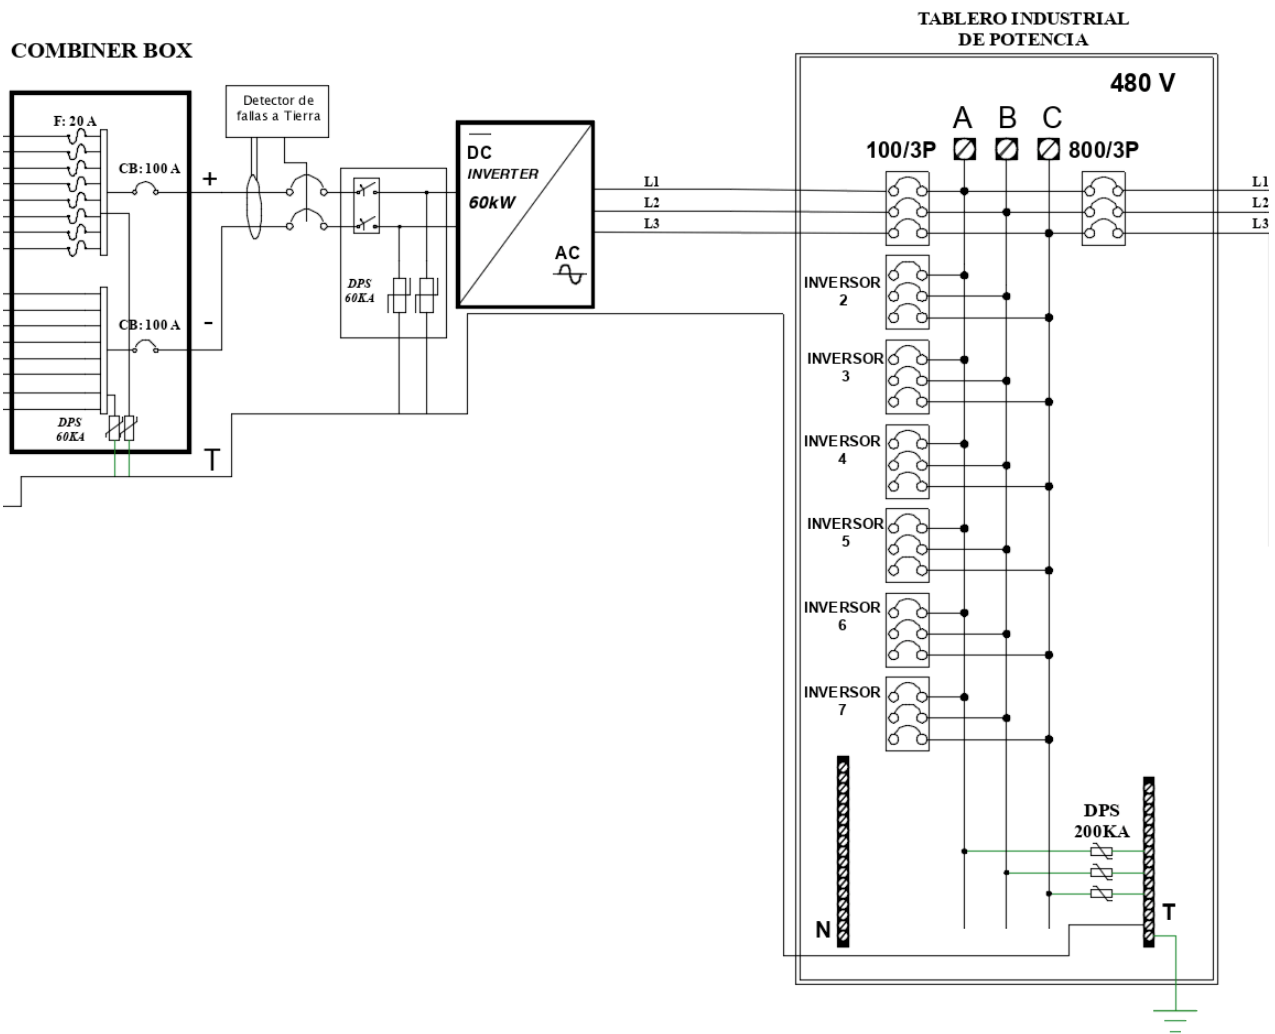 TABLERO INDUSTRIAL
DE POTENCIA
COMBINER BOX
480 V
Detector de
fallas a Tierra
F: 20 A
A B C
100/3P
800/3P
CB: 100 A
+
DC
INVERTER
60kW
AC
L1
L2
L3
L1
L2
L3
DPS
60KA
CB: 100 A
-
DPS
60KA
T
INVERSOR
2
INVERSOR
3
INVERSOR
4
INVERSOR
5
INVERSOR
6
INVERSOR
7
DPS
200KA
N
T